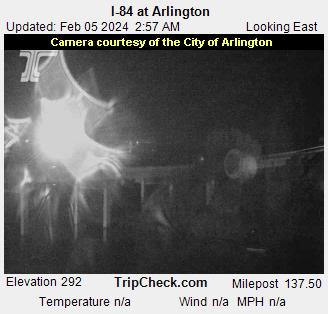 I-84 at Arlington
Updated: Feb 05 2024 2:57 AM Looking East
Camera courtesy of the City of Arlington
Elevation 292 TripCheck.com Milepost 137.50
Temperature n/a Wind n/a MPH n/a